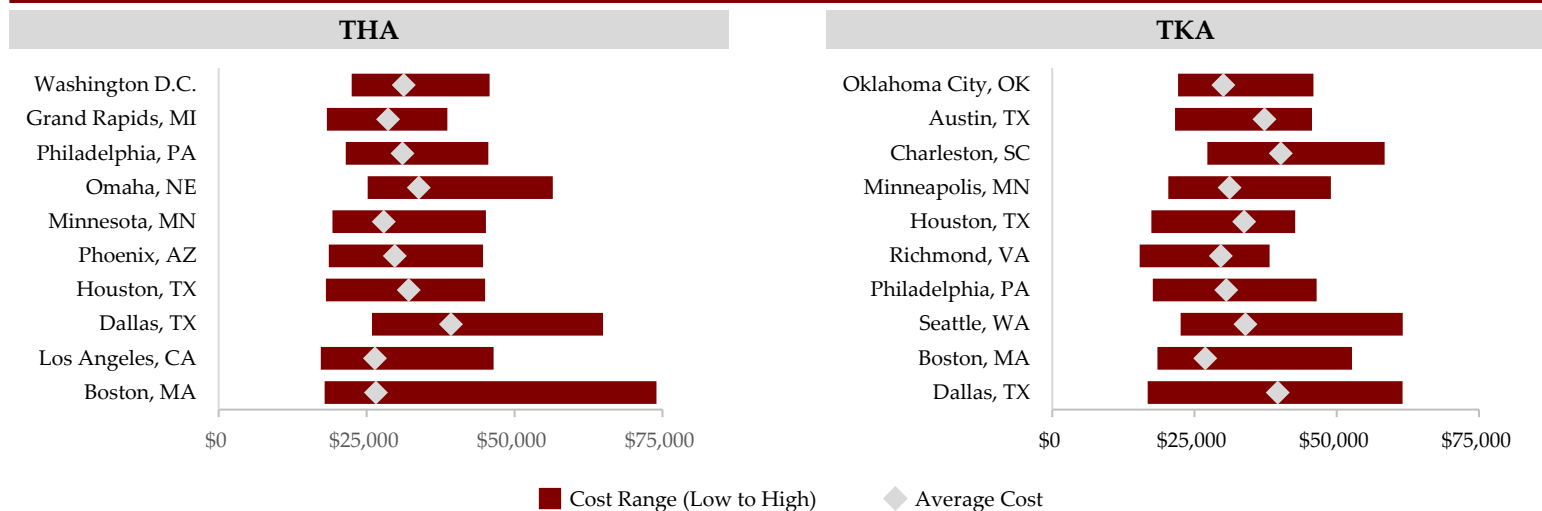 THA
Washington D.C.
Grand Rapids, MI
Philadelphia, PA
Omaha, NE
Minnesota, MN
Phoenix, AZ
Houston, TX
Dallas, TX
Los Angeles, CA
Boston, MA
$0 $25,000 $50,000 $75,000
TKA
Oklahoma City, OK
Austin, TX
Charleston, SC
Minneapolis, MN
Houston, TX
Richmond, VA
Philadelphia, PA
Seattle, WA
Boston, MA
Dallas, TX
$0 $25,000 $50,000 $75,000
Cost Range (Low to High) Average Cost